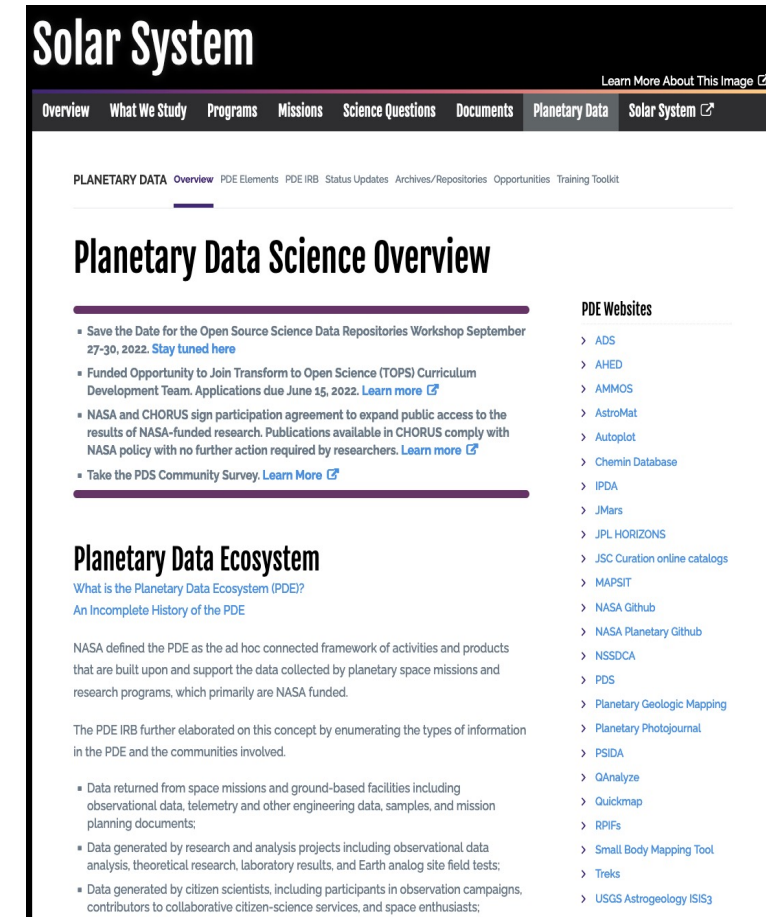 Solar System
Learn More About This Image
Overview What We Study Programs Missions Science Questions Documents Planetary Data Solar System
PLANETARY DATA Overview PDE Elements PDE IRB Status Updates Archives/Repositories Opportunities Training Toolkit
Planetary Data Science Overview
Save the Date for the Open Source Science Data Repositories Workshop September
27-30, 2022. Stay tuned here
Funded Opportunity to Join Transform to Open Science (TOPS) Curriculum
Development Team. Applications due June 15, 2022. Learn more
NASA and CHORUS sign participation agreement to expand public access to the
results of NASA-funded research. Publications available in CHORUS comply with
NASA policy with no further action required by researchers. Learn more
Take the PDS Community Survey. Learn More
Planetary Data Ecosystem
What is the Planetary Data Ecosystem (PDE)?
An Incomplete History of the PDE
NASA defined the PDE as the ad hoc connected framework of activities and products
that are built upon and support the data collected by planetary space missions and
research programs, which primarily are NASA funded.
The PDE IRB further elaborated on this concept by enumerating the types of information
in the PDE and the communities involved.
Data returned from space missions and ground-based facilities including
observational data, telemetry and other engineering data, samples, and mission
planning documents;
Data generated by research and analysis projects including observational data
analysis, theoretical research, laboratory results, and Earth analog site field tests;
Data generated by citizen scientists, including participants in observation campaigns,
contributors to collaborative citizen-science services, and space enthusiasts;
PDE Websites
ADS
AHED
AMMOS
AstroMat
Autoplot
Chemin Database
IPDA
JMars
JPL HORIZONS
JSC Curation online catalogs
MAPSIT
NASA Github
NASA Planetary Github
NSSDCA
PDS
Planetary Geologic Mapping
Planetary Photojournal
PSIDA
QAnalyze
Quickmap
RPIFs
Small Body Mapping Tool
Treks
USGS Astrogeology ISIS3